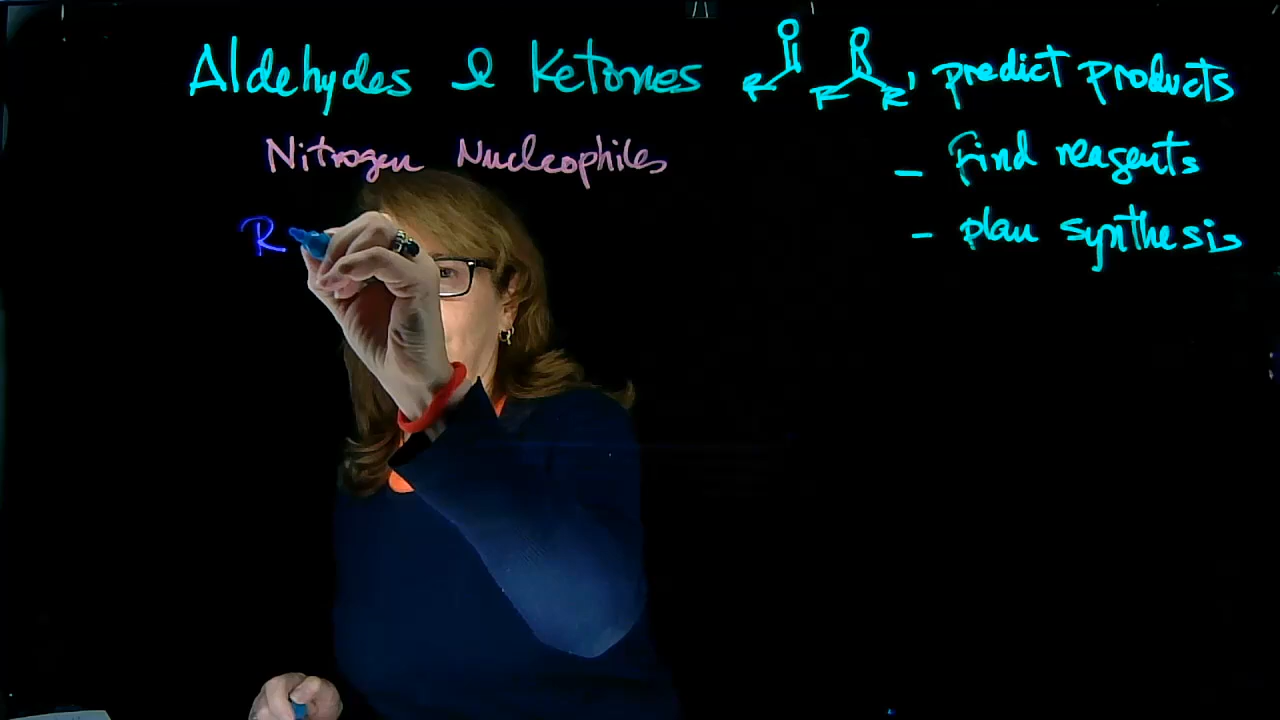 Aldehydes & Ketones O R O R R' predict products
Nitrogen Nucleophiles - Find reagents
R - plan synthesis